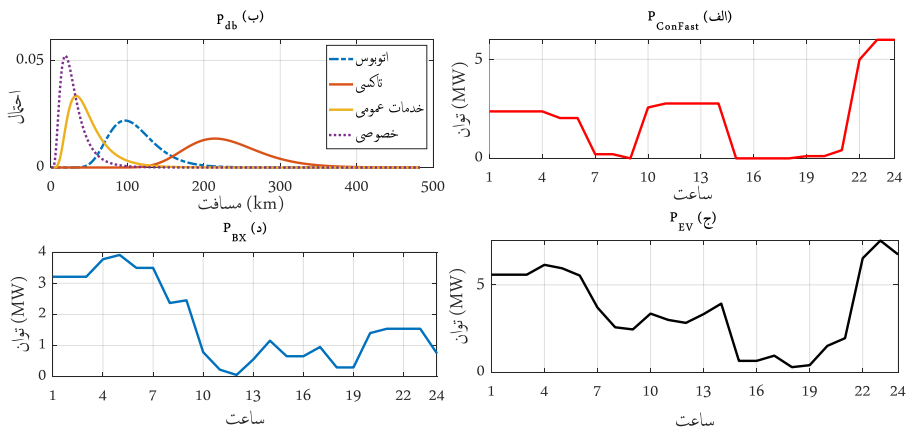 P_db (ب)
0.05
0
احتمال
اتوبوس
تاکسی
خدمات عمومی
خصوصی
0 100 200 300 400 500
مسافت (km)
P_ConFast (الف)
5
0
توان (MW)
1 4 7 10 13 16 19 22 24
ساعت
P_BX (د)
4
3
2
1
0
توان (MW)
1 4 7 10 13 16 19 22 24
ساعت
P_EV (ج)
5
0
توان (MW)
1 4 7 10 13 16 19 22 24
ساعت